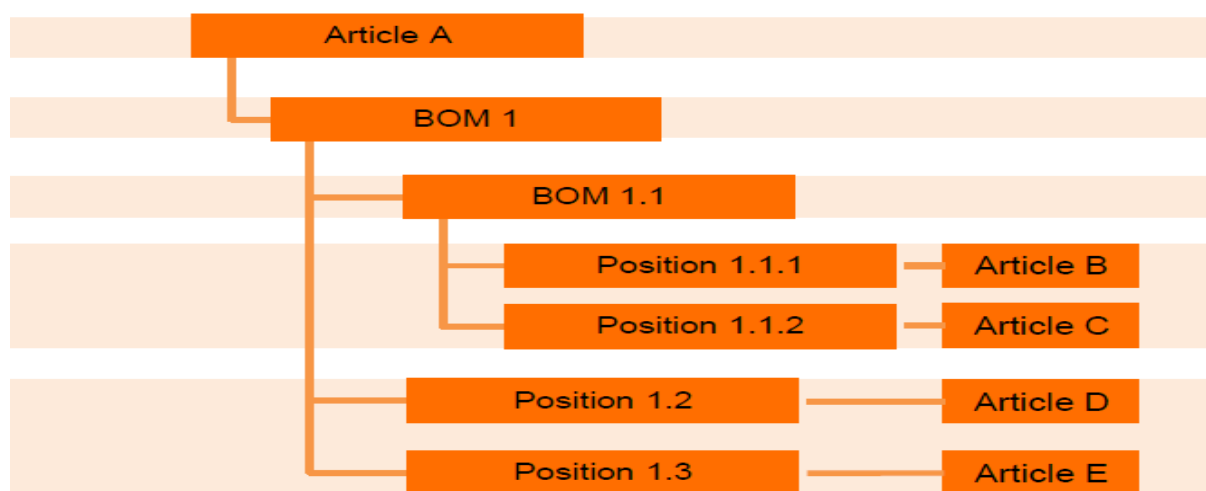 Article A
BOM 1
BOM 1.1
Position 1.1.1 Article B
Position 1.1.2 Article C
Position 1.2 Article D
Position 1.3 Article E